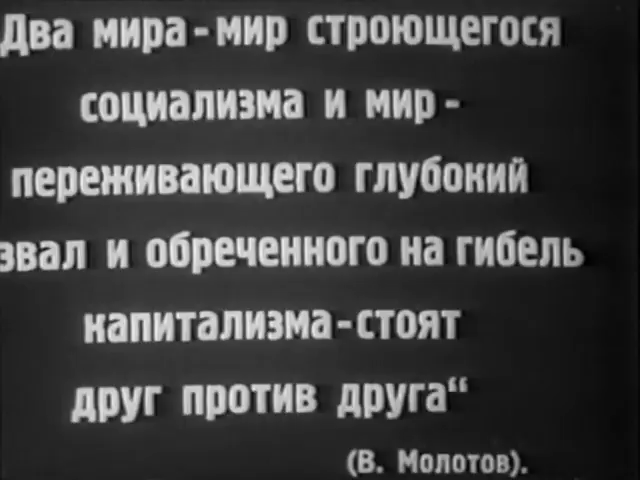 Два мира-мир строющегося
социализма и мир-
переживающего глубокий
звал и обреченного на гибель
капитализма-стоят
друг против друга“
(В. Молотов).